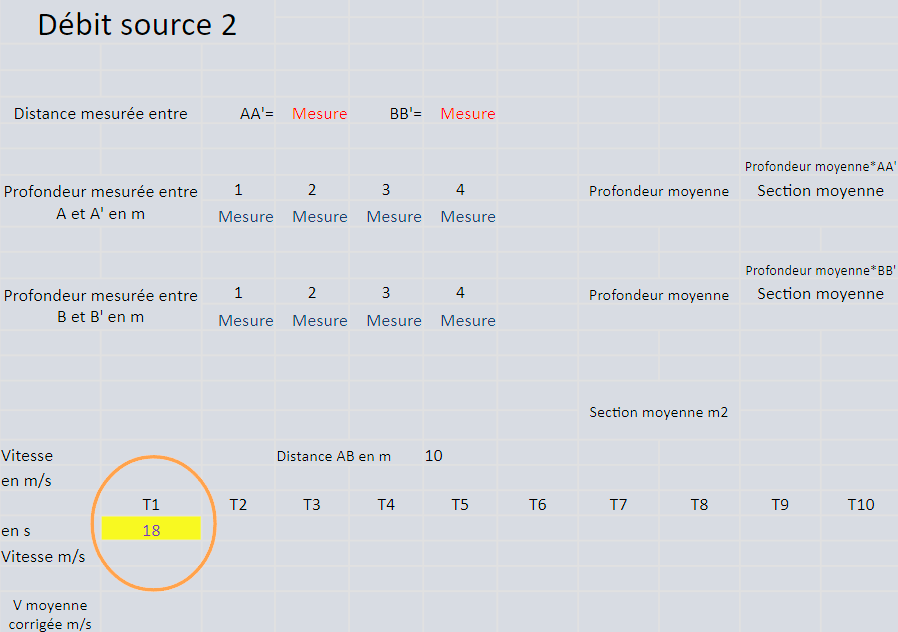 Débit source 2
Distance mesurée entre AA'= Mesure BB'= Mesure
Profondeur moyenne*AA'
Profondeur mesurée entre 1 2 3 4 Profondeur moyenne Section moyenne
A et A' en m Mesure Mesure Mesure Mesure
Profondeur moyenne*BB'
Profondeur mesurée entre 1 2 3 4 Profondeur moyenne Section moyenne
B et B' en m Mesure Mesure Mesure Mesure
Section moyenne m2
Vitesse Distance AB en m 10
en m/s
T1 T2 T3 T4 T5 T6 T7 T8 T9 T10
en s 18
Vitesse m/s
V moyenne
corrigée m/s